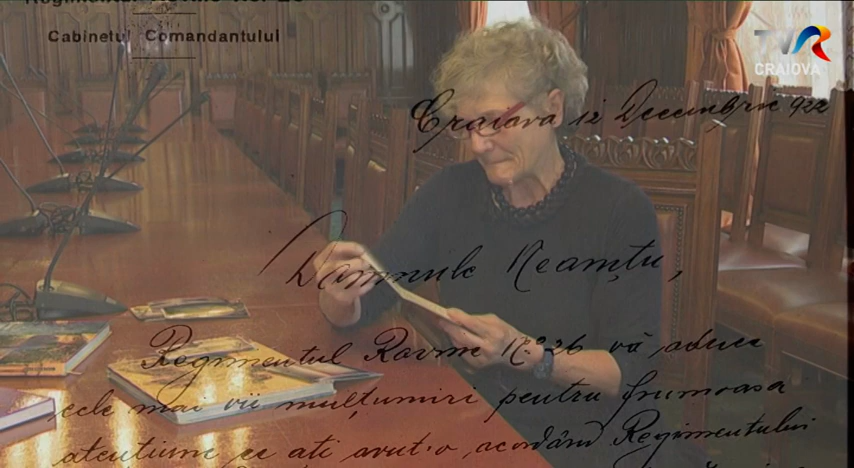 Cabinetul Comandantului
TVR
CRAIOVA
Craiova 12 Decembrie 922
Domnule Neamțu,
Regimentul Rovine No. 26 vă aduce
cele mai vii mulțumiri pentru frumoasa
atențiune ce ați avut-o, acordând Regimentului